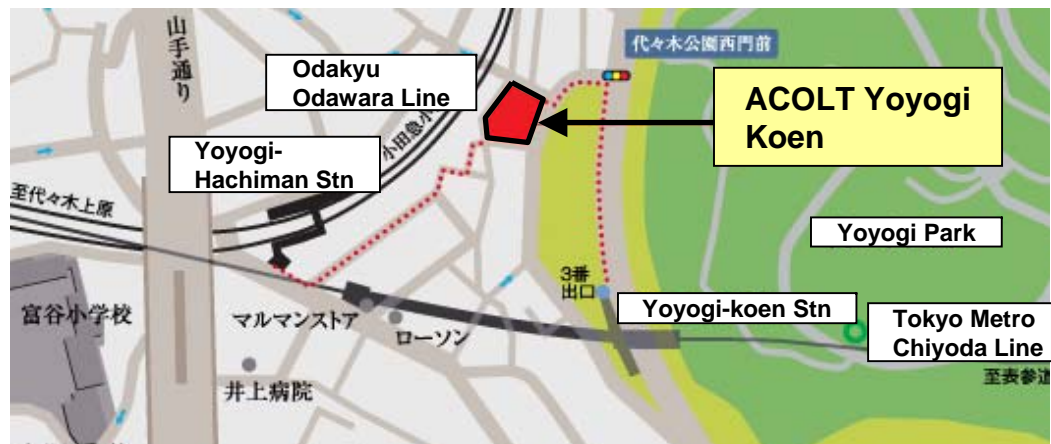 山手通り
代々木公園西門前
Odakyu
Odawara Line
ACOLT Yoyogi
Koen
小田急小
Yoyogi-
Hachiman Stn
至代々木上原
Yoyogi Park
3番
出口
Yoyogi-koen Stn
富谷小学校
マルマンストア
ローソン
Tokyo Metro
Chiyoda Line
至表参道
井上病院